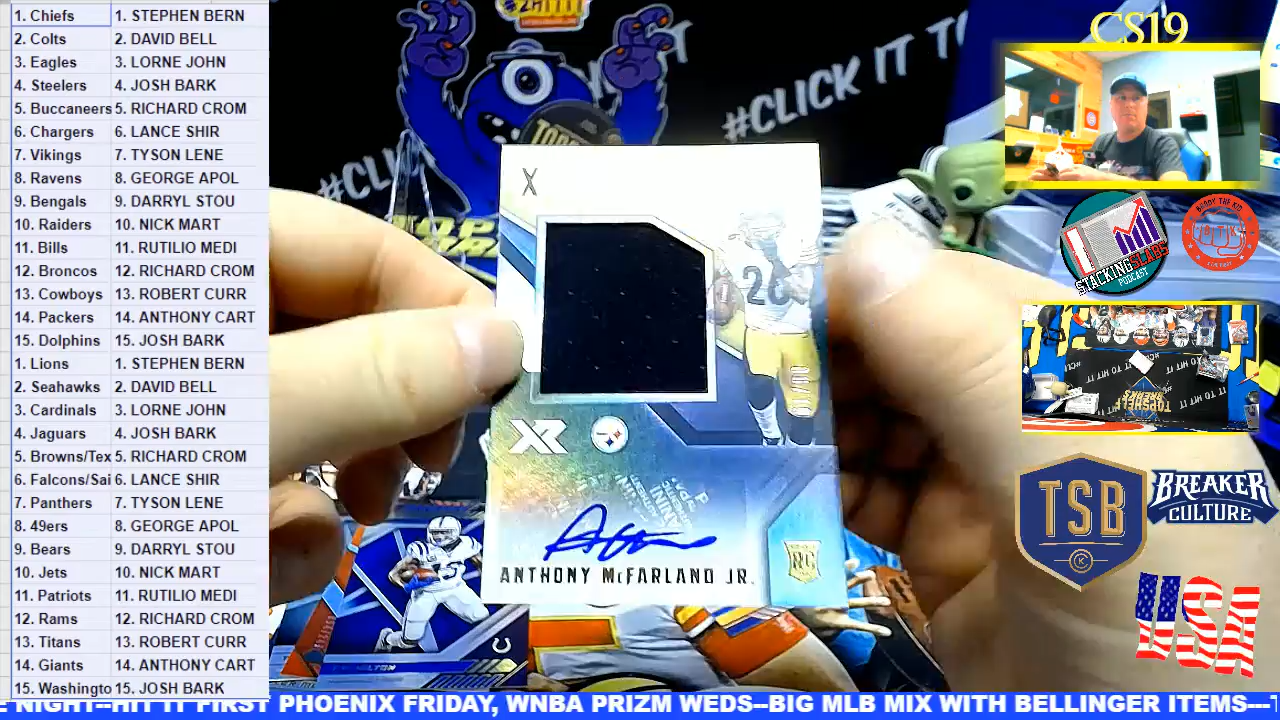 1. Chiefs 1. STEPHEN BERN
2. Colts 2. DAVID BELL
3. Eagles 3. LORNE JOHN
4. Steelers 4. JOSH BARK
5. Buccaneers 5. RICHARD CROM
6. Chargers 6. LANCE SHIR
7. Vikings 7. TYSON LENE
8. Ravens 8. GEORGE APOL
9. Bengals 9. DARRYL STOU
10. Raiders 10. NICK MART
11. Bills 11. RUTILIO MEDI
12. Broncos 12. RICHARD CROM
13. Cowboys 13. ROBERT CURR
14. Packers 14. ANTHONY CART
15. Dolphins 15. JOSH BARK
1. Lions 1. STEPHEN BERN
2. Seahawks 2. DAVID BELL
3. Cardinals 3. LORNE JOHN
4. Jaguars 4. JOSH BARK
5. Browns/Tex 5. RICHARD CROM
6. Falcons/Sai 6. LANCE SHIR
7. Panthers 7. TYSON LENE
8. 49ers 8. GEORGE APOL
9. Bears 9. DARRYL STOU
10. Jets 10. NICK MART
11. Patriots 11. RUTILIO MEDI
12. Rams 12. RICHARD CROM
13. Titans 13. ROBERT CURR
14. Giants 14. ANTHONY CART
15. Washingto 15. JOSH BARK
CS19
#CLICK IT TO
X
26
XR
ANTHONY McFARLAND JR.
RC
STACKING SLABS
PODCAST
TSB
K
BREAKER
CULTURE
USA
NIGHT--HIT IT FIRST PHOENIX FRIDAY, WNBA PRIZM WEDS--BIG MLB MIX WITH BELLINGER ITEMS---